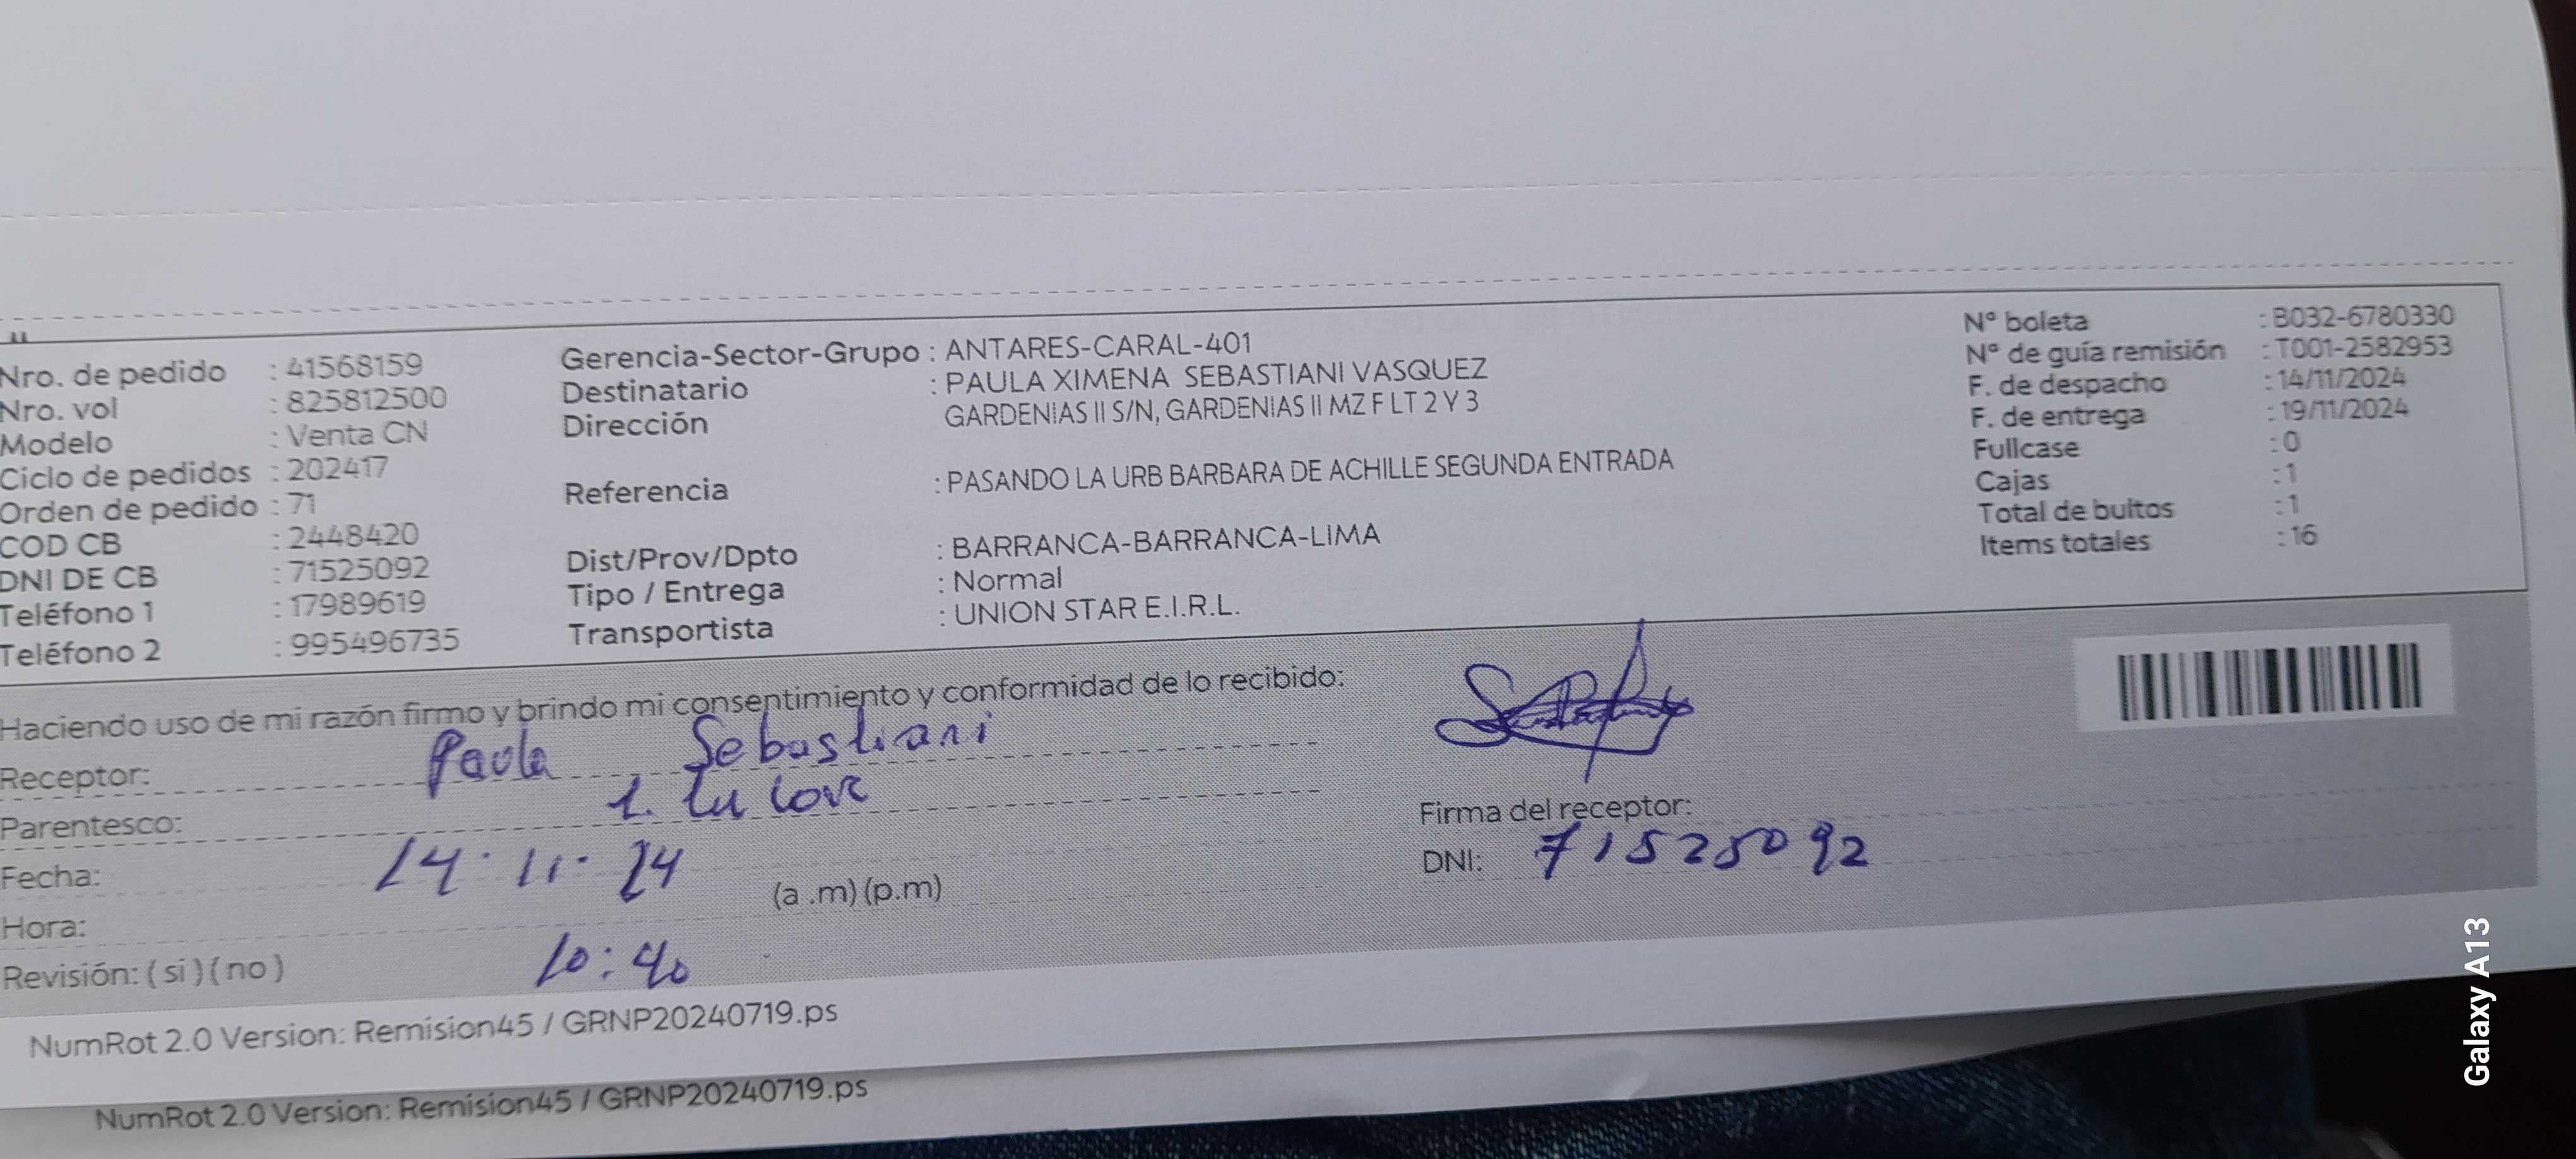 Nro. de pedido : 41568159
Nro. vol : 825812500
Modelo : Venta CN
Ciclo de pedidos : 202417
Orden de pedido : 71
COD CB : 2448420
DNI DE CB : 71525092
Teléfono 1 : 17989619
Teléfono 2 : 995496735
Gerencia-Sector-Grupo : ANTARES-CARAL-401
Destinatario : PAULA XIMENA SEBASTIANI VASQUEZ
Dirección GARDENIAS II S/N, GARDENIAS II MZ F LT 2 Y 3
Referencia : PASANDO LA URB BARBARA DE ACHILLE SEGUNDA ENTRADA
Dist/Prov/Dpto : BARRANCA-BARRANCA-LIMA
Tipo / Entrega : Normal
Transportista : UNION STAR E.I.R.L.
Nº boleta : B032-6780330
Nº de guía remisión : T001-2582953
F. de despacho : 14/11/2024
F. de entrega : 19/11/2024
Fullcase : 0
Cajas : 1
Total de bultos : 1
Items totales : 16
Haciendo uso de mi razón firmo y brindo mi consentimiento y conformidad de lo recibido:
Receptor: Paula Sebastiani
Parentesco:
Fecha: 14·11·24
(a .m) (p.m)
Hora:
Revisión: ( si ) ( no ) 10:40
Firma del receptor:
DNI: 71525092
NumRot 2.0 Version: Remision45 / GRNP20240719.ps
NumRot 2.0 Version: Remision45 / GRNP20240719.ps
Galaxy A13